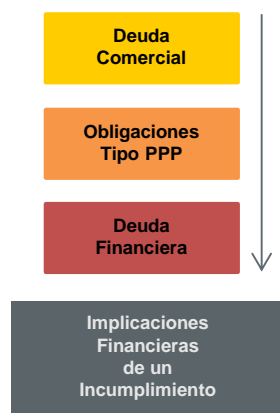 Deuda
Comercial
Obligaciones
Tipo PPP
Deuda
Financiera
Implicaciones
Financieras
de un
Incumplimiento